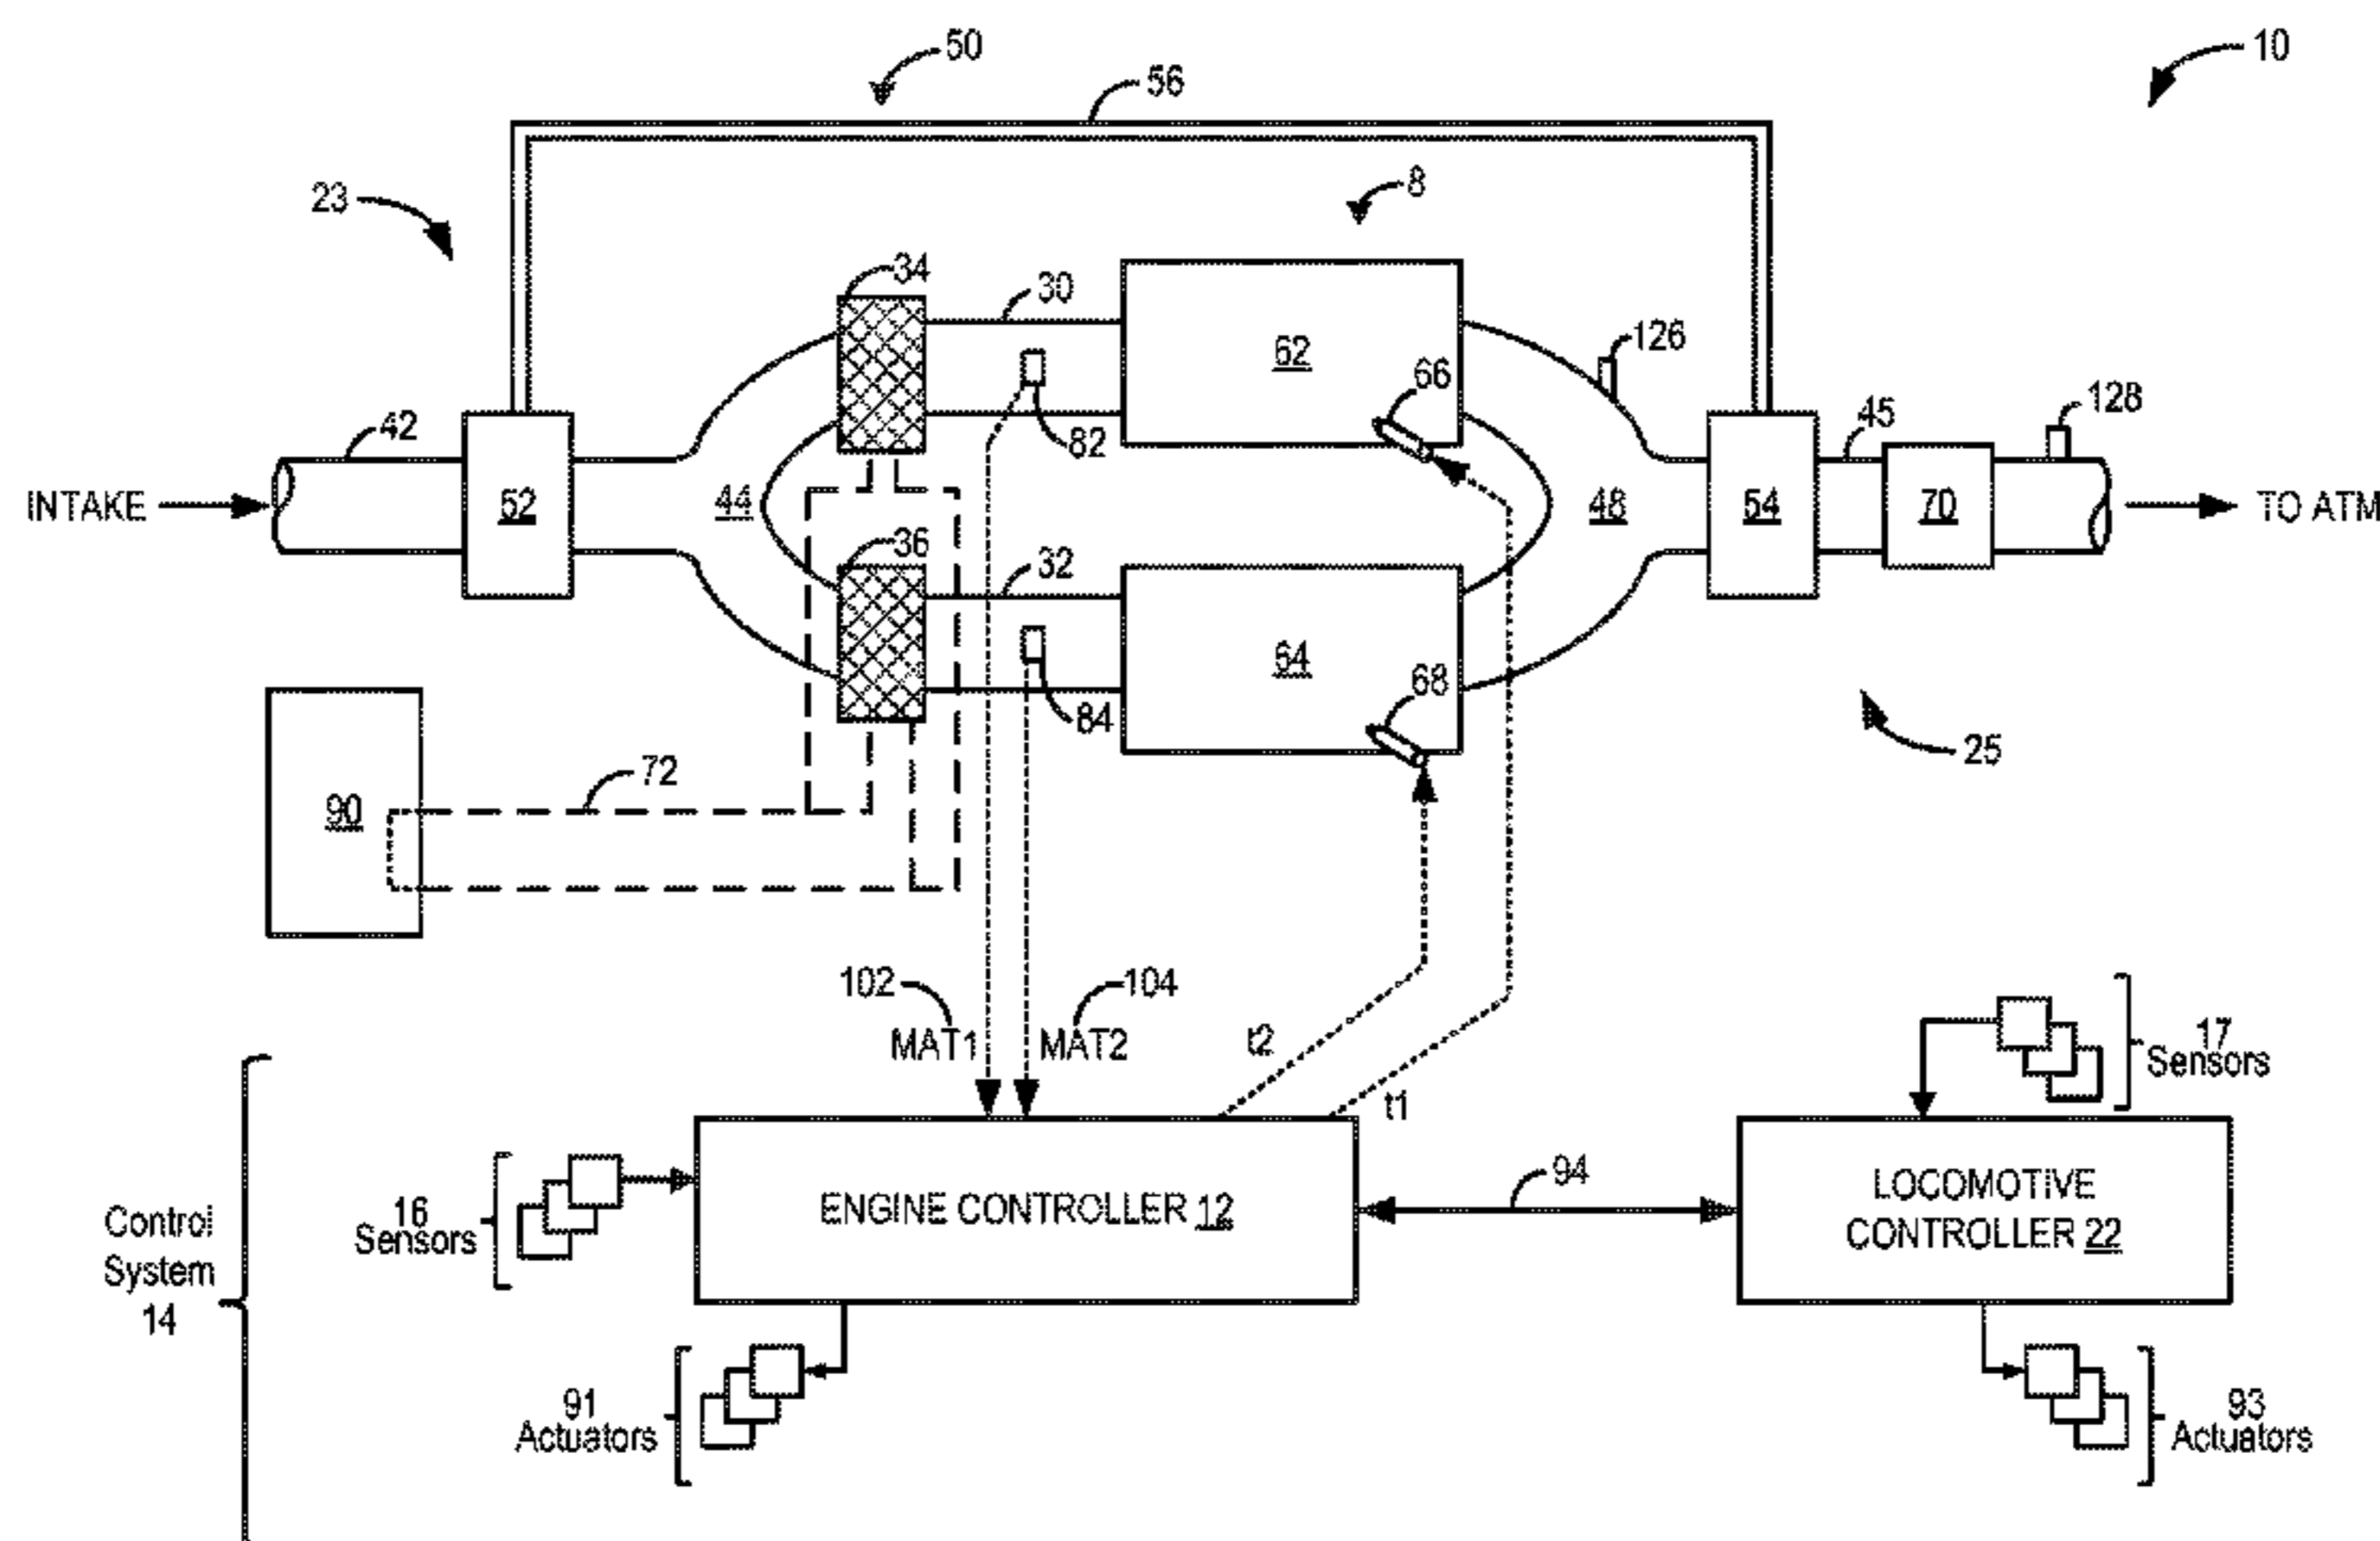 50
10
56
8
23
34
30
62
126
66
42
82
45
128
INTAKE
52
44
48
54
70
TO ATM
36
32
64
68
84
25
72
90
102
104
MAT1
MAT2
t2
t1
17
Sensors
94
16
Sensors
ENGINE CONTROLLER 12
LOCOMOTIVE
CONTROLLER 22
Control
System
14
91
Actuators
93
Actuators